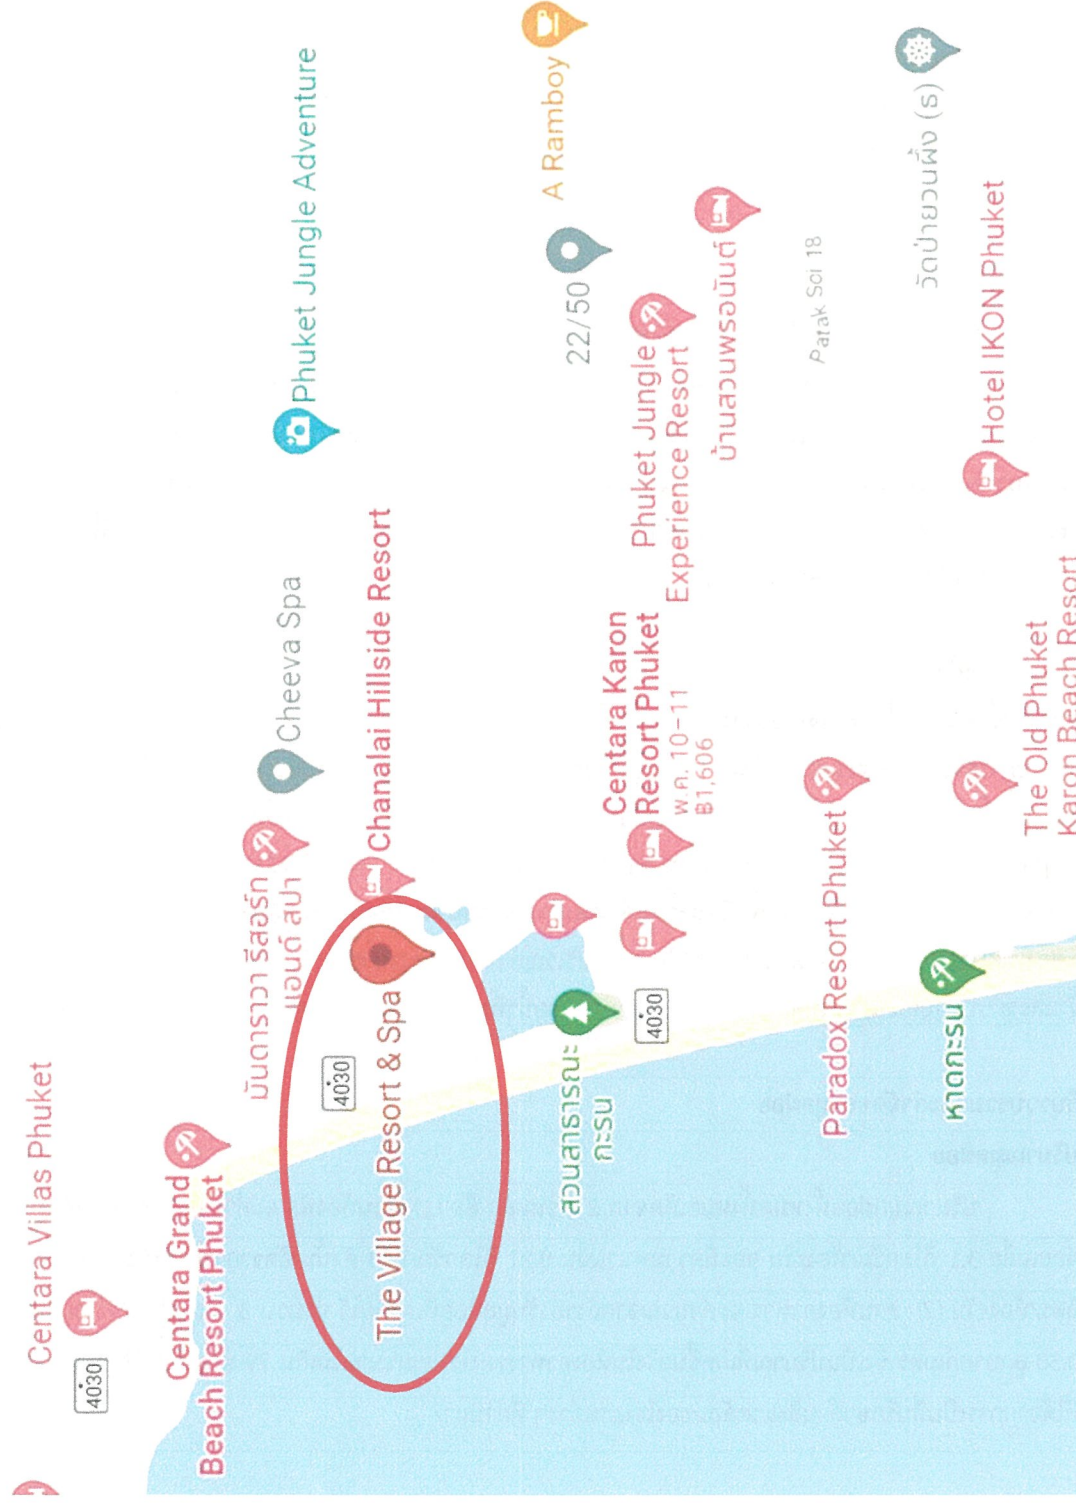 Centara Villas Phuket
4030
Centara Grand
Beach Resort Phuket
มันดาราวา รีสอร์ท
แอนด์ สปา
Cheeva Spa
Phuket Jungle Adventure
4030
The Village Resort & Spa
Chanalai Hillside Resort
A Ramboy
22/50
สวนสาธารณะ
กะรน
4030
Centara Karon
Resort Phuket
พ.ค. 10–11
฿1,606
Phuket Jungle
Experience Resort
บ้านสวนพรอนันต์
Patak Soi 18
Paradox Resort Phuket
หาดกะรน
วัดป่ายวนผึ้ง (ร)
Hotel IKON Phuket
The Old Phuket
Karon Beach Resort